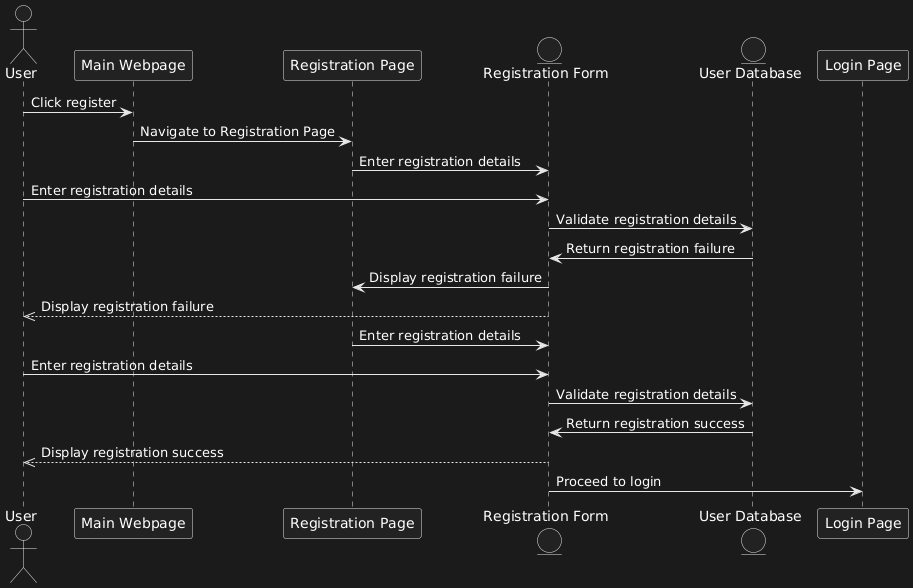 User
Main Webpage
Registration Page
Registration Form
User Database
Login Page
Click register
Navigate to Registration Page
Enter registration details
Enter registration details
Validate registration details
Return registration failure
Display registration failure
Display registration failure
Enter registration details
Enter registration details
Validate registration details
Return registration success
Display registration success
Proceed to login
User
Main Webpage
Registration Page
Registration Form
User Database
Login Page